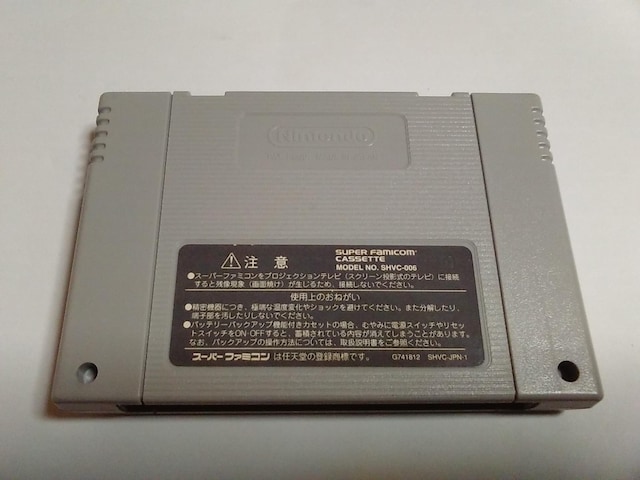 Nintendo
⚠注 意
SUPER FAMICOM
CASSETTE
MODEL NO. SHVC-006
●スーパーファミコンをプロジェクションテレビ（スクリーン投影式のテレビ）に接続
すると残像現象（画面焼け）が生じるため、接続しないでください。
使用上のおねがい
●精密機器につき、極端な温度変化やショックを避けてください。また分解したり、
端子部を汚したりしないでください。
●バッテリーバックアップ機能付きカセットの場合、むやみに電源スイッチやリセッ
トスイッチをON-OFFすると、蓄積されている内容が消えてしまうことがあります。
なお、バックアップの操作方法については、取扱説明書をご参照ください。
スーパーファミコンは任天堂の登録商標です。
G741812 SHVC-JPN-1